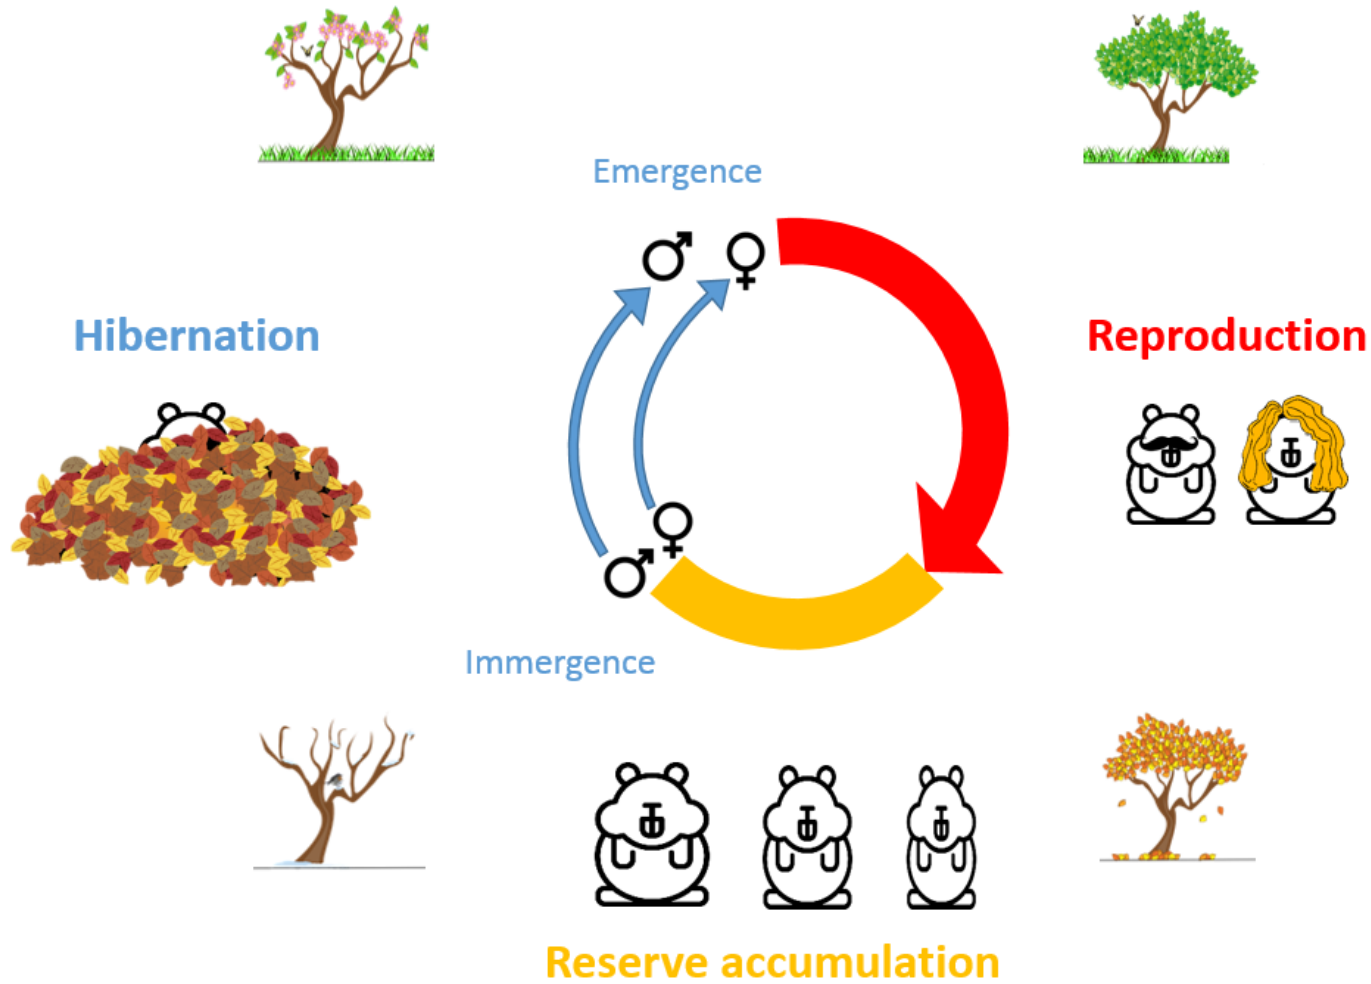 Emergence
Hibernation
Reproduction
Immergence
Reserve accumulation